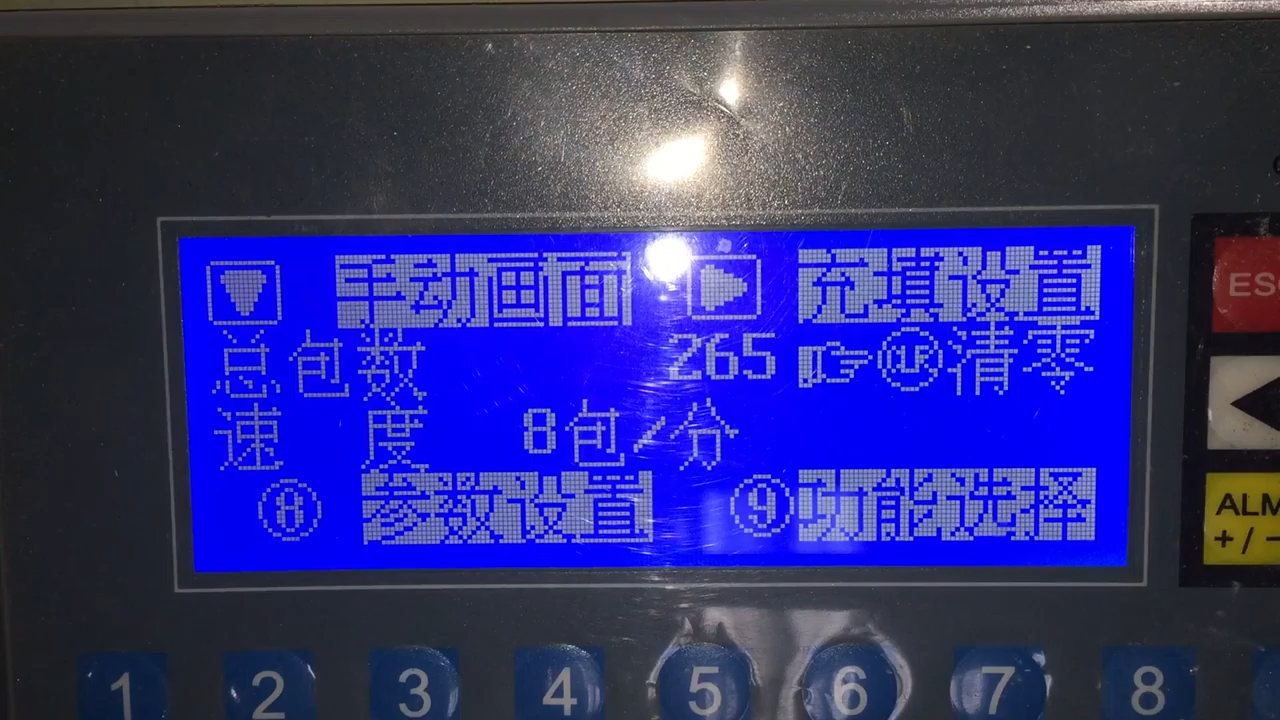 ▼ 手动画面 ▶ 充填设置
总包数 265 ☞ CLR 清零
速 度 8包/分
⑧ 参数设置 ⑨ 功能选择
ESC
ALM
+/-
1 2 3 4 5 6 7 8